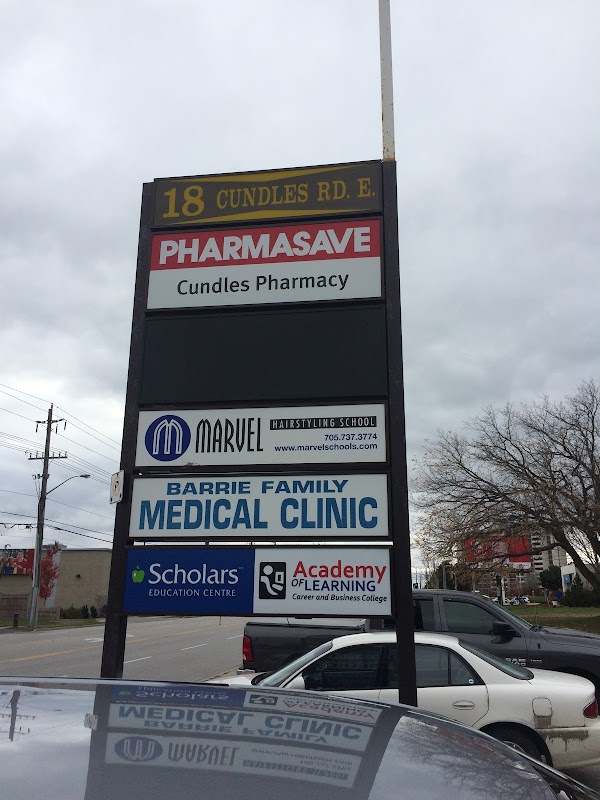 18 CUNDLES RD. E.
PHARMASAVE
Cundles Pharmacy
M MARVEL HAIRSTYLING SCHOOL
705.737.3774
www.marvelschools.com
BARRIE FAMILY
MEDICAL CLINIC
Scholars™
EDUCATION CENTRE
Academy
OF LEARNING
Career and Business College